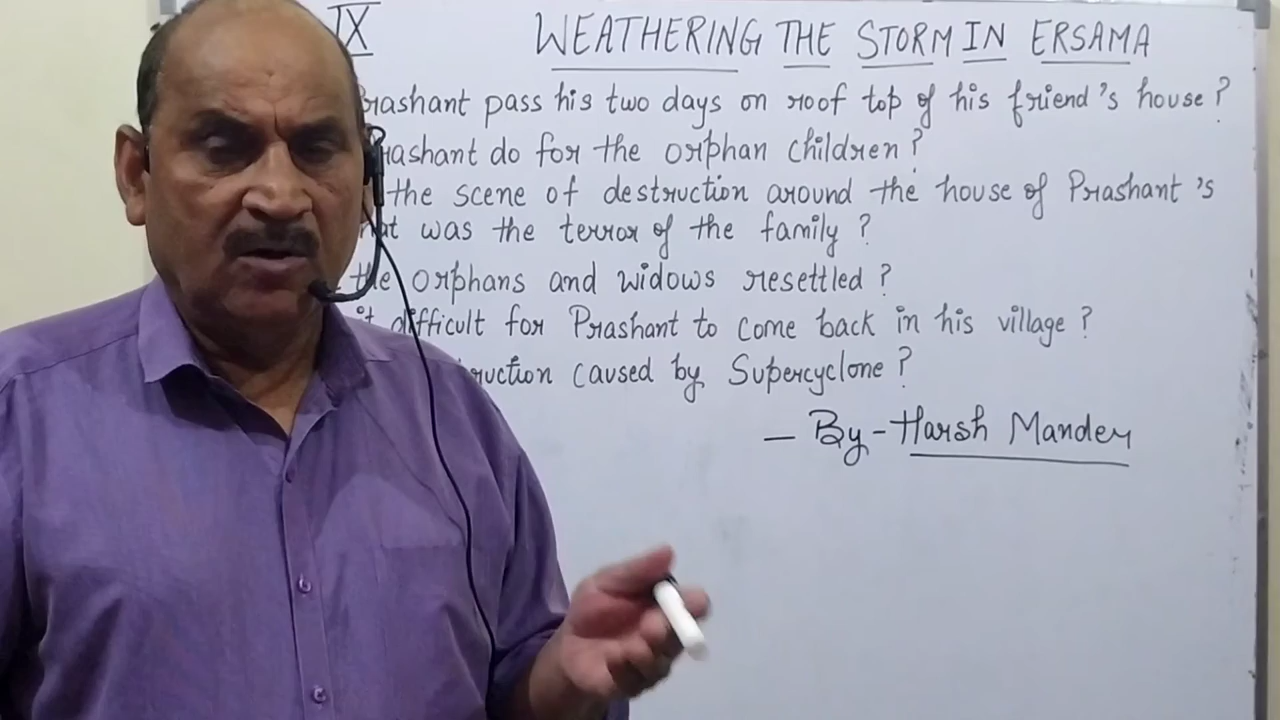 IX WEATHERING THE STORM IN ERSAMA
Prashant pass his two days on roof top of his friend's house ?
Prashant do for the orphan children ?
the scene of destruction around the house of Prashant 's
was the terror of the family ?
the orphans and widows resettled ?
it difficult for Prashant to come back in his village ?
caused by Supercyclone ?
— By - Harsh Mander